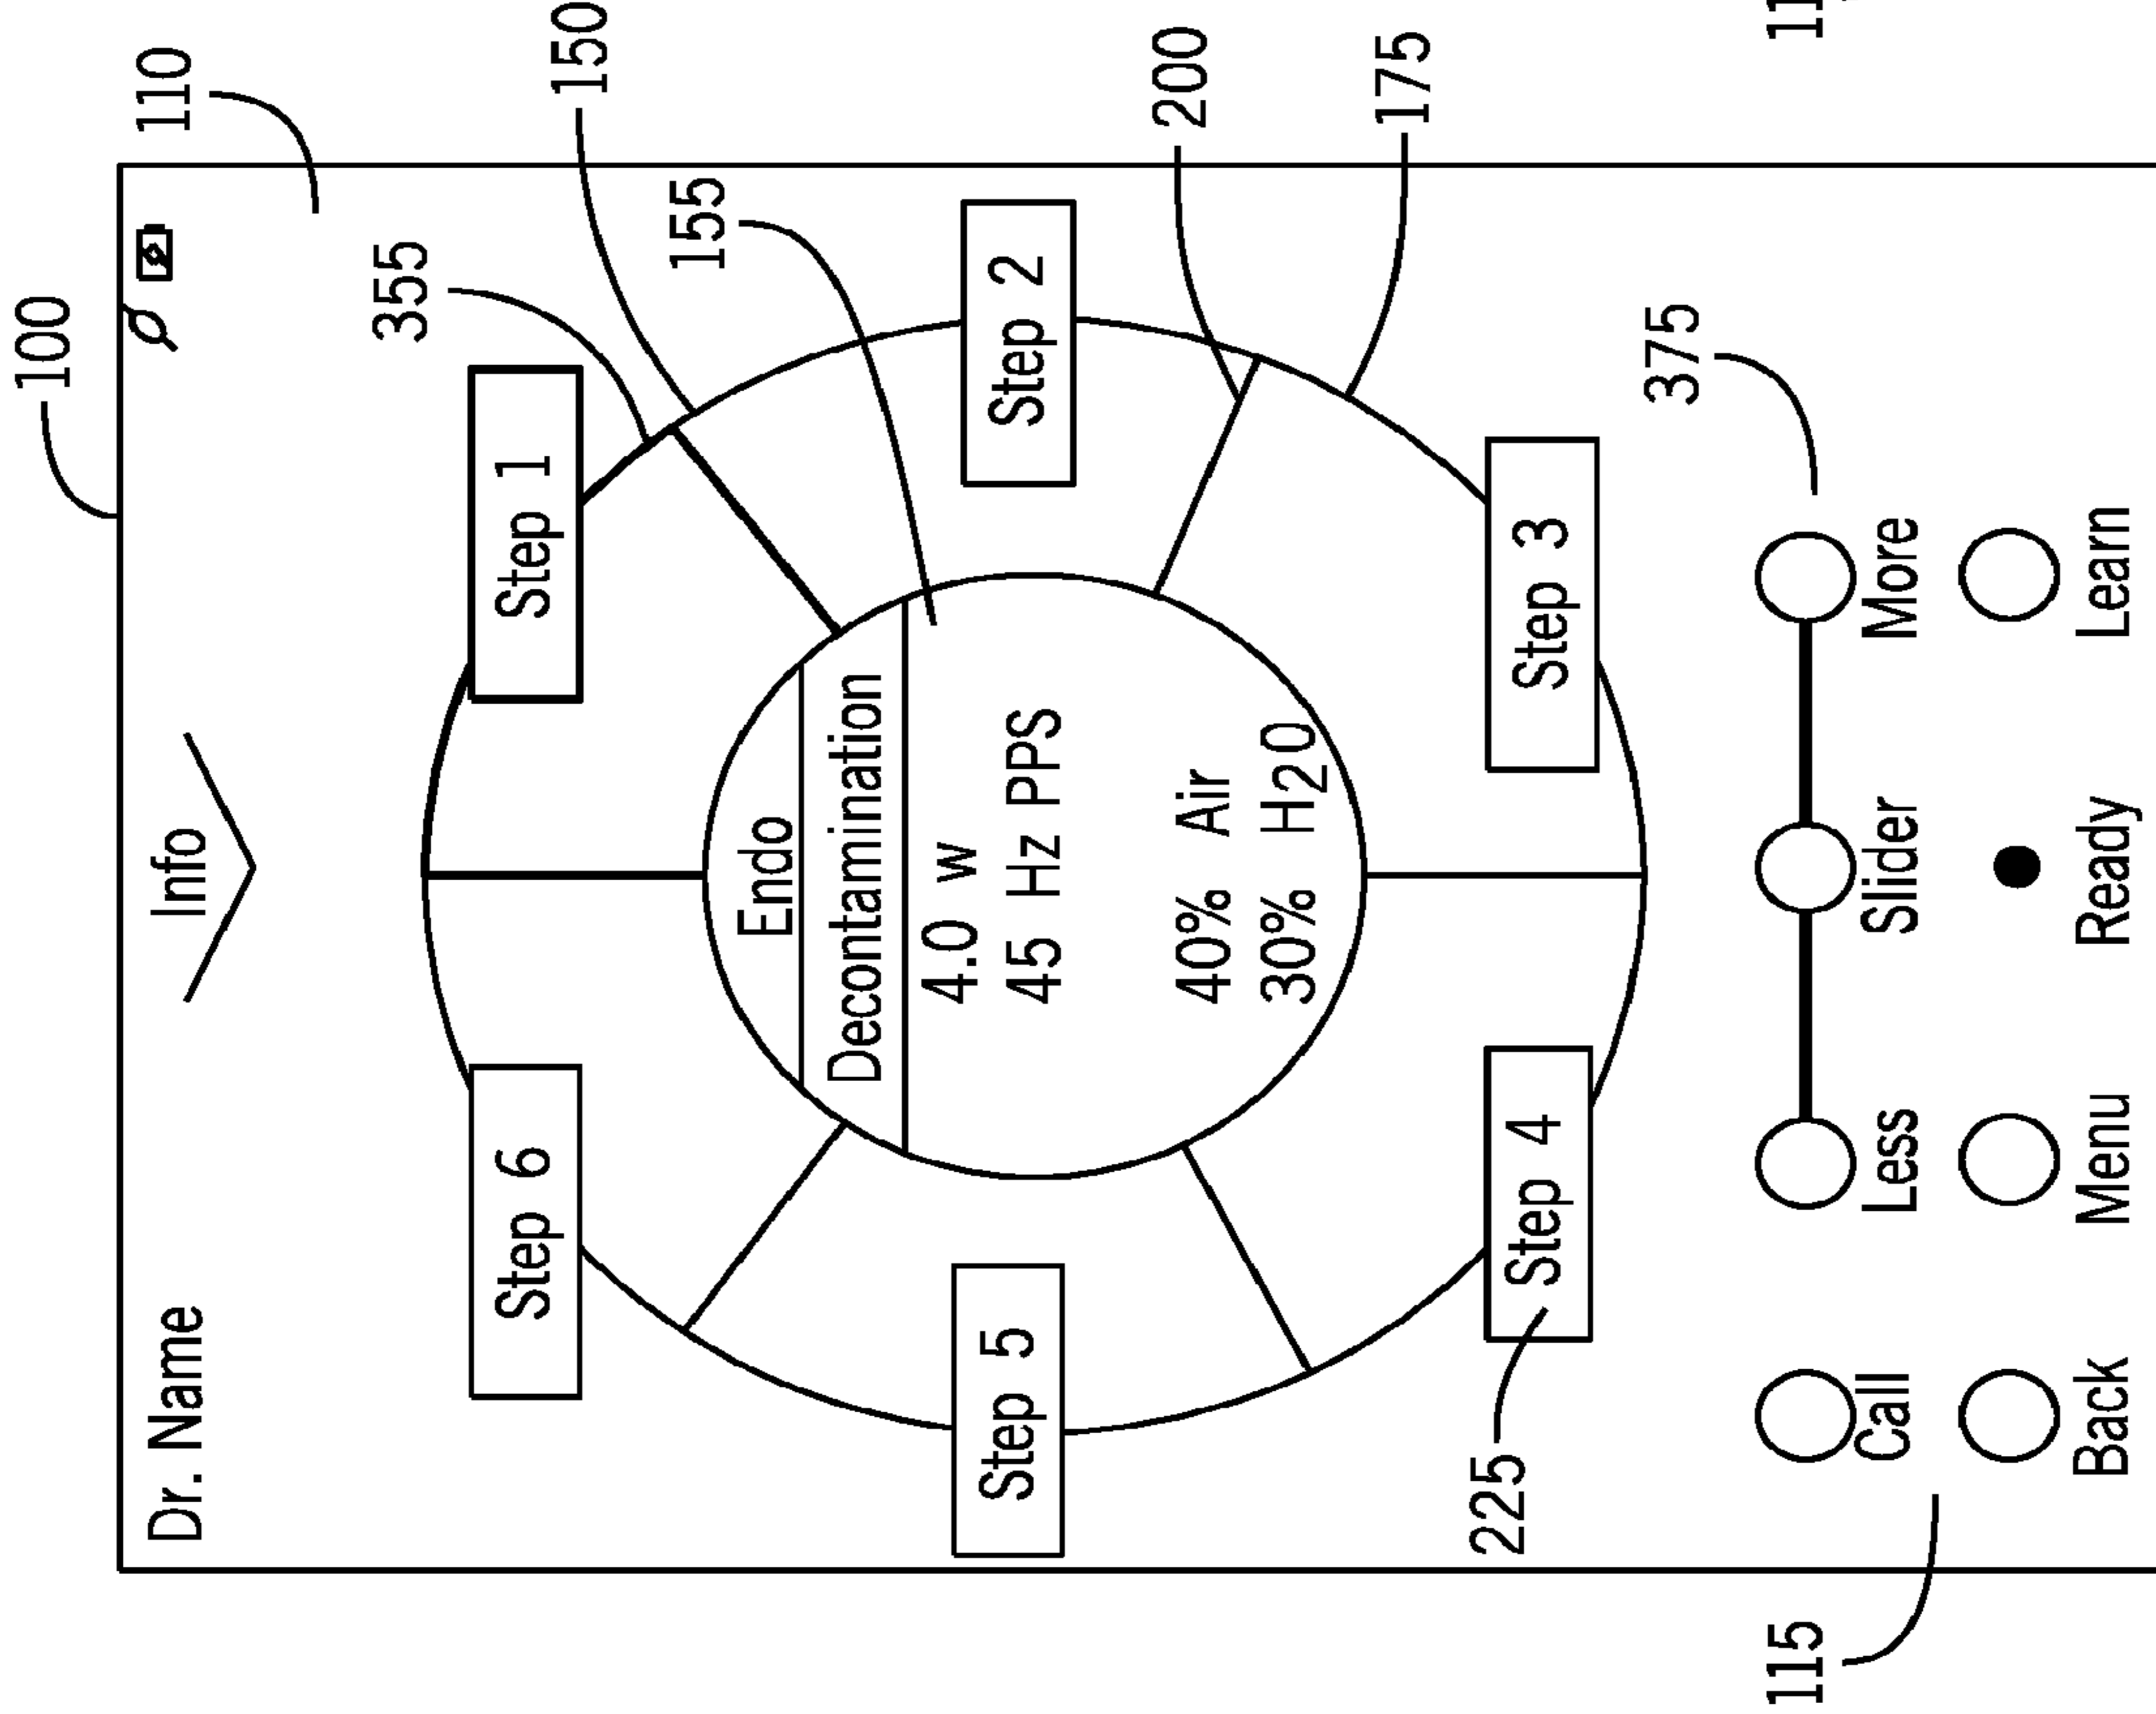 100
110
Dr. Name
Info
355
150
155
Step 1
Step 6
Endo
Decontamination
4.0 w
45 Hz PPS
40% Air
30% H20
Step 2
Step 5
200
175
Step 3
Step 4
225
375
115
11
Call
Less
Slider
More
Back
Menu
Ready
Learn